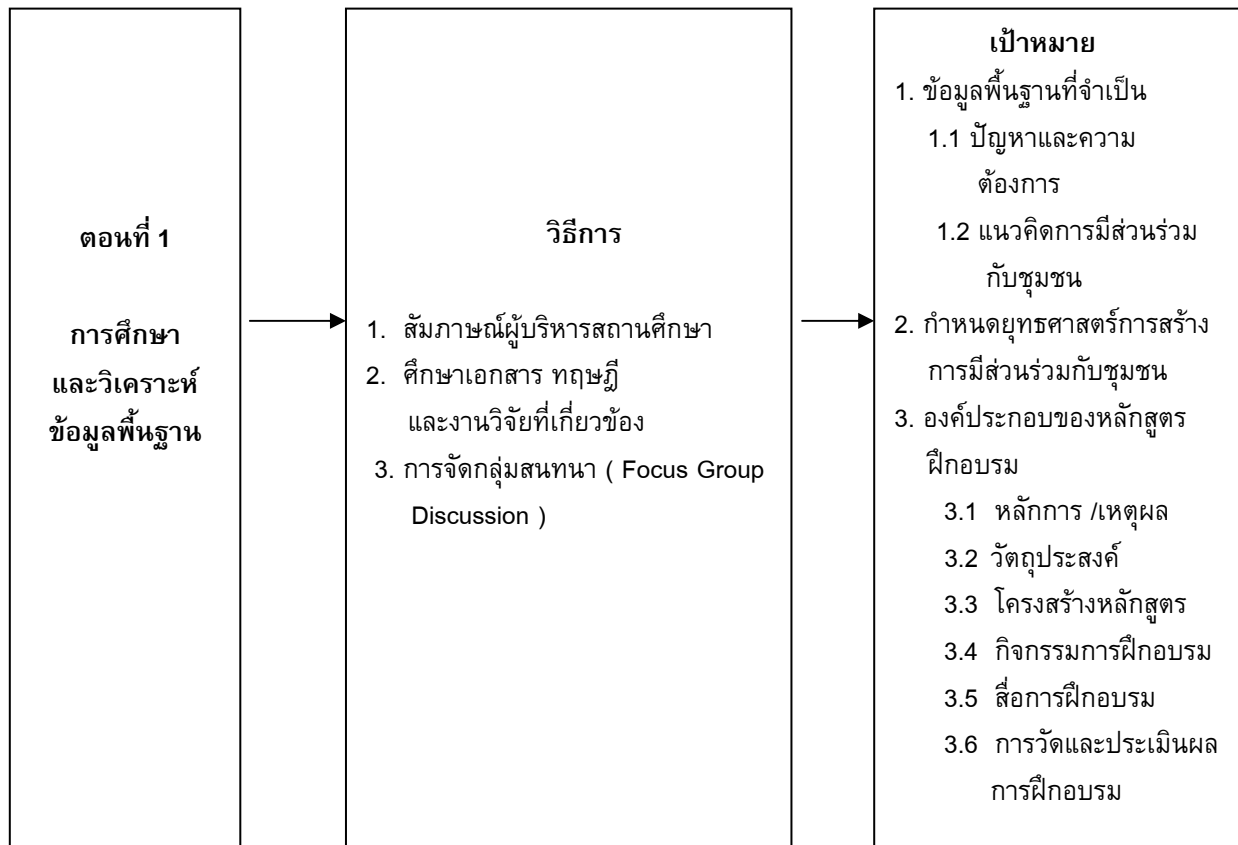 ตอนที่ 1
การศึกษา
และวิเคราะห์
ข้อมูลพื้นฐาน
วิธีการ
1. สัมภาษณ์ผู้บริหารสถานศึกษา
2. ศึกษาเอกสาร ทฤษฎี
และงานวิจัยที่เกี่ยวข้อง
3. การจัดกลุ่มสนทนา ( Focus Group
Discussion )
เป้าหมาย
1. ข้อมูลพื้นฐานที่จำเป็น
1.1 ปัญหาและความ
ต้องการ
1.2 แนวคิดการมีส่วนร่วม
กับชุมชน
2. กำหนดยุทธศาสตร์การสร้าง
การมีส่วนร่วมกับชุมชน
3. องค์ประกอบของหลักสูตร
ฝึกอบรม
3.1 หลักการ /เหตุผล
3.2 วัตถุประสงค์
3.3 โครงสร้างหลักสูตร
3.4 กิจกรรมการฝึกอบรม
3.5 สื่อการฝึกอบรม
3.6 การวัดและประเมินผล
การฝึกอบรม